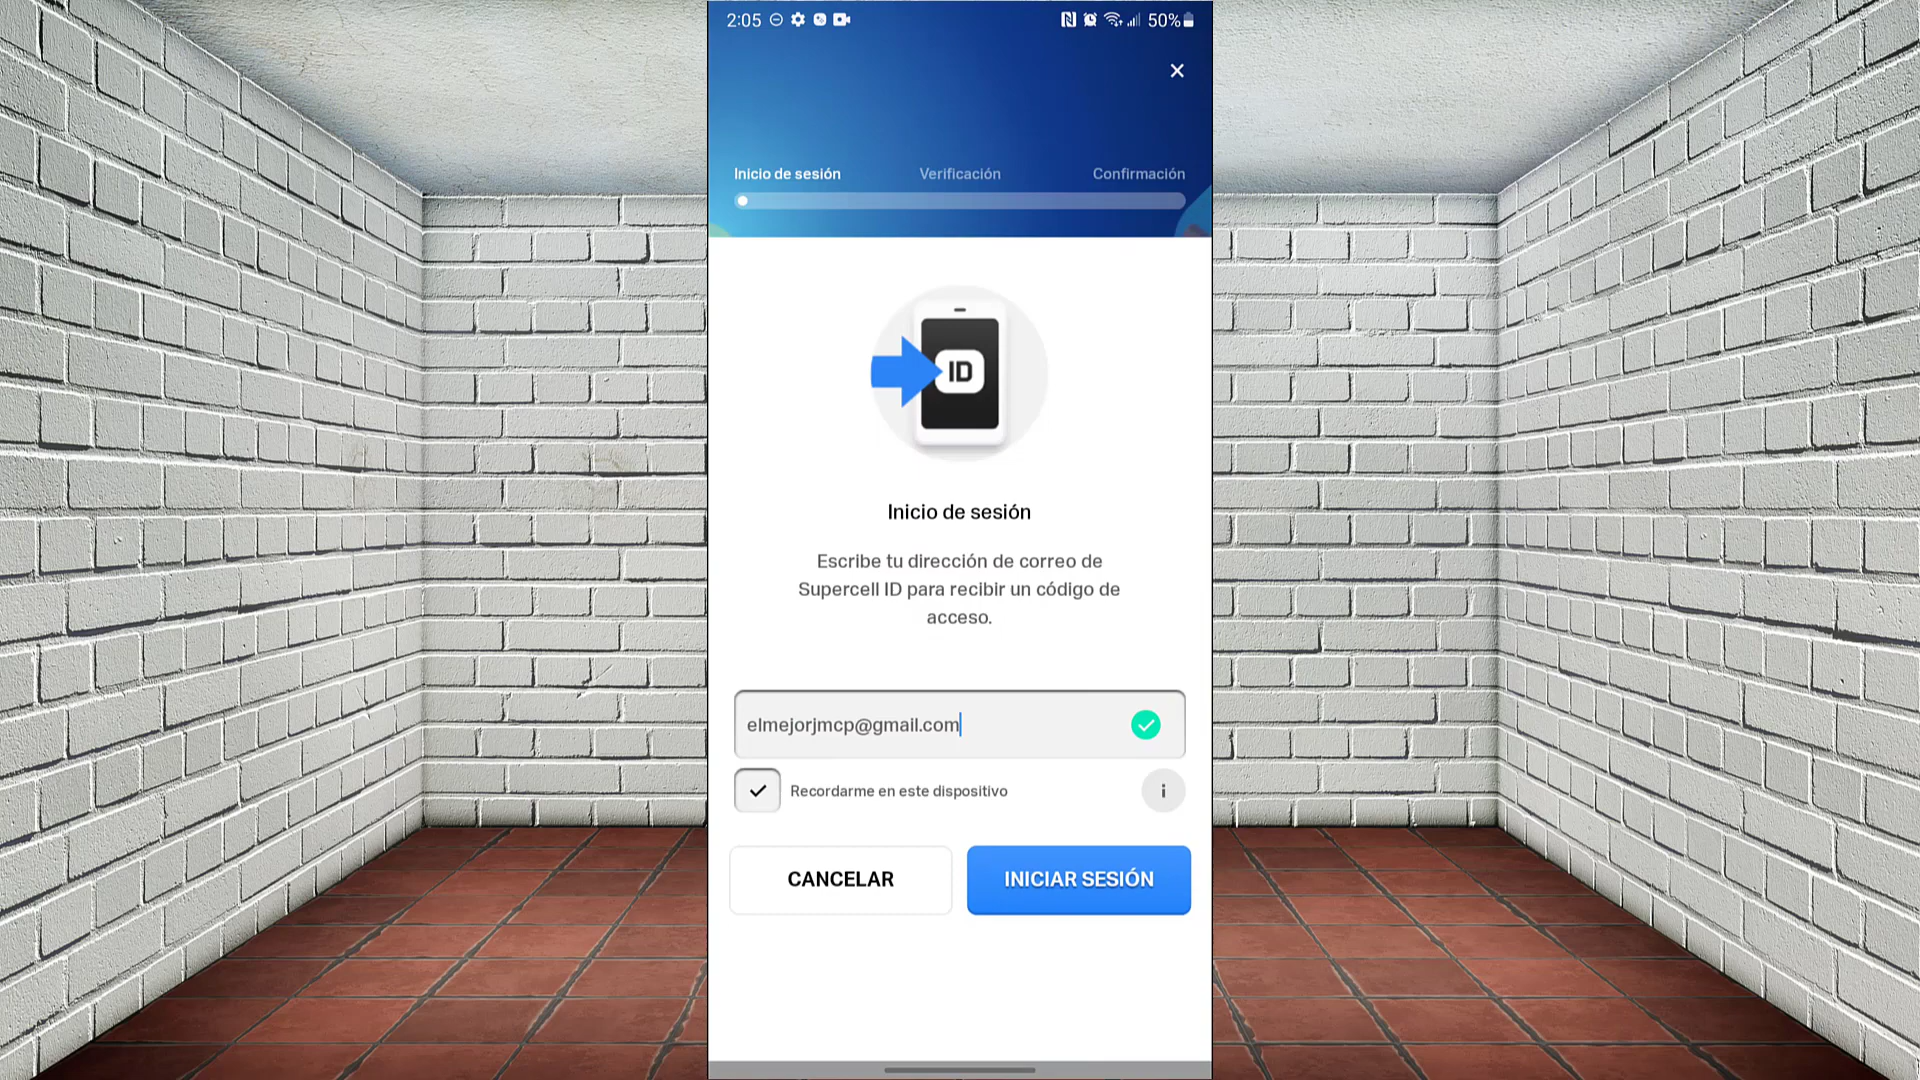 2:05
50%
Inicio de sesión Verificación Confirmación
ID
Inicio de sesión
Escribe tu dirección de correo de
Supercell ID para recibir un código de
acceso.
elmejorjmcp@gmail.com
Recordarme en este dispositivo
i
CANCELAR INICIAR SESIÓN